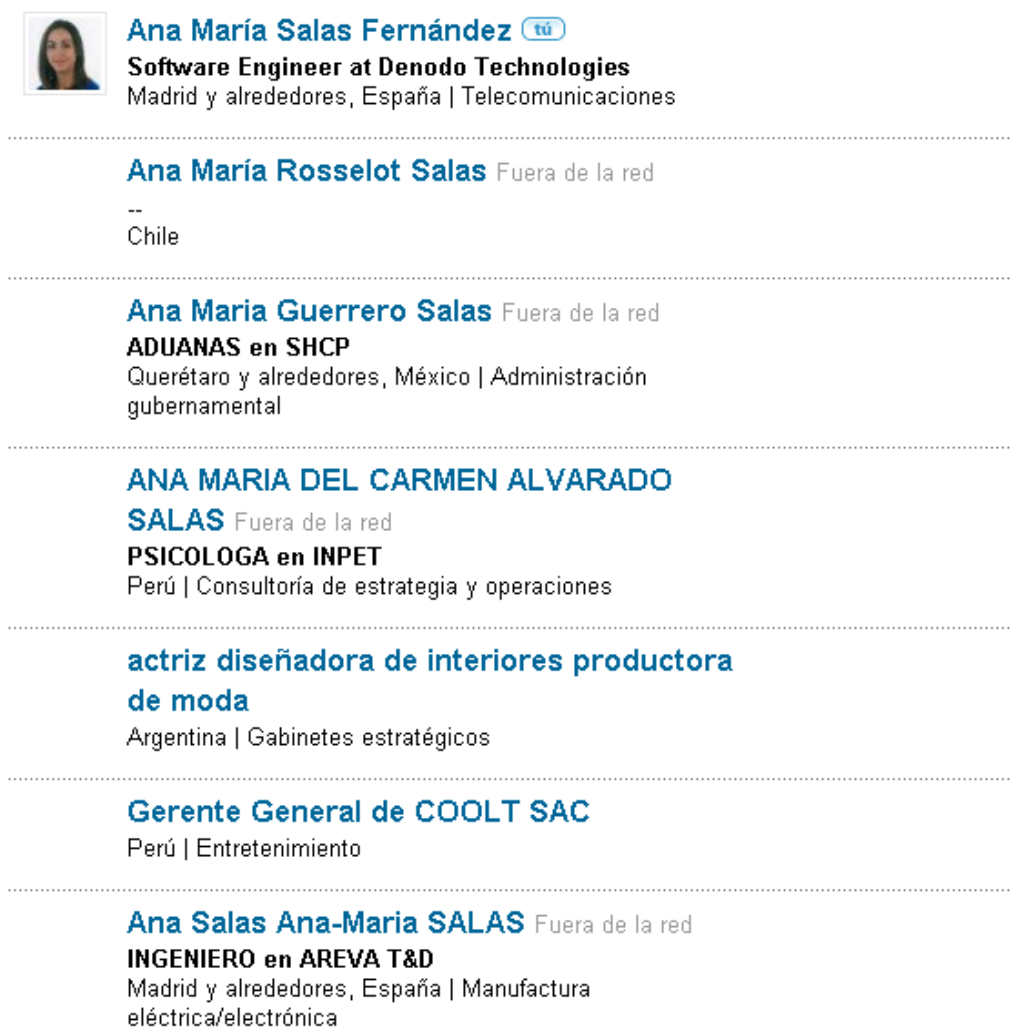 Ana María Salas Fernández tú
Software Engineer at Denodo Technologies
Madrid y alrededores, España | Telecomunicaciones
Ana María Rosselot Salas Fuera de la red
--
Chile
Ana Maria Guerrero Salas Fuera de la red
ADUANAS en SHCP
Querétaro y alrededores, México | Administración
gubernamental
ANA MARIA DEL CARMEN ALVARADO
SALAS Fuera de la red
PSICOLOGA en INPET
Perú | Consultoría de estrategia y operaciones
actriz diseñadora de interiores productora
de moda
Argentina | Gabinetes estratégicos
Gerente General de COOLT SAC
Perú | Entretenimiento
Ana Salas Ana-Maria SALAS Fuera de la red
INGENIERO en AREVA T&D
Madrid y alrededores, España | Manufactura
eléctrica/electrónica